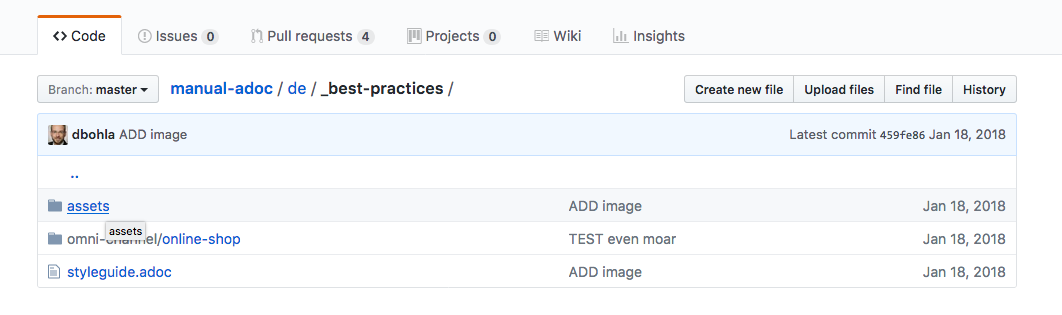 Code Issues 0 Pull requests 4 Projects 0 Wiki Insights
Branch: master manual-adoc / de / _best-practices / Create new file Upload files Find file History
dbohla ADD image Latest commit 459fe86 Jan 18, 2018
..
assets ADD image Jan 18, 2018
assets
omni-channel/online-shop TEST even moar Jan 18, 2018
styleguide.adoc ADD image Jan 18, 2018